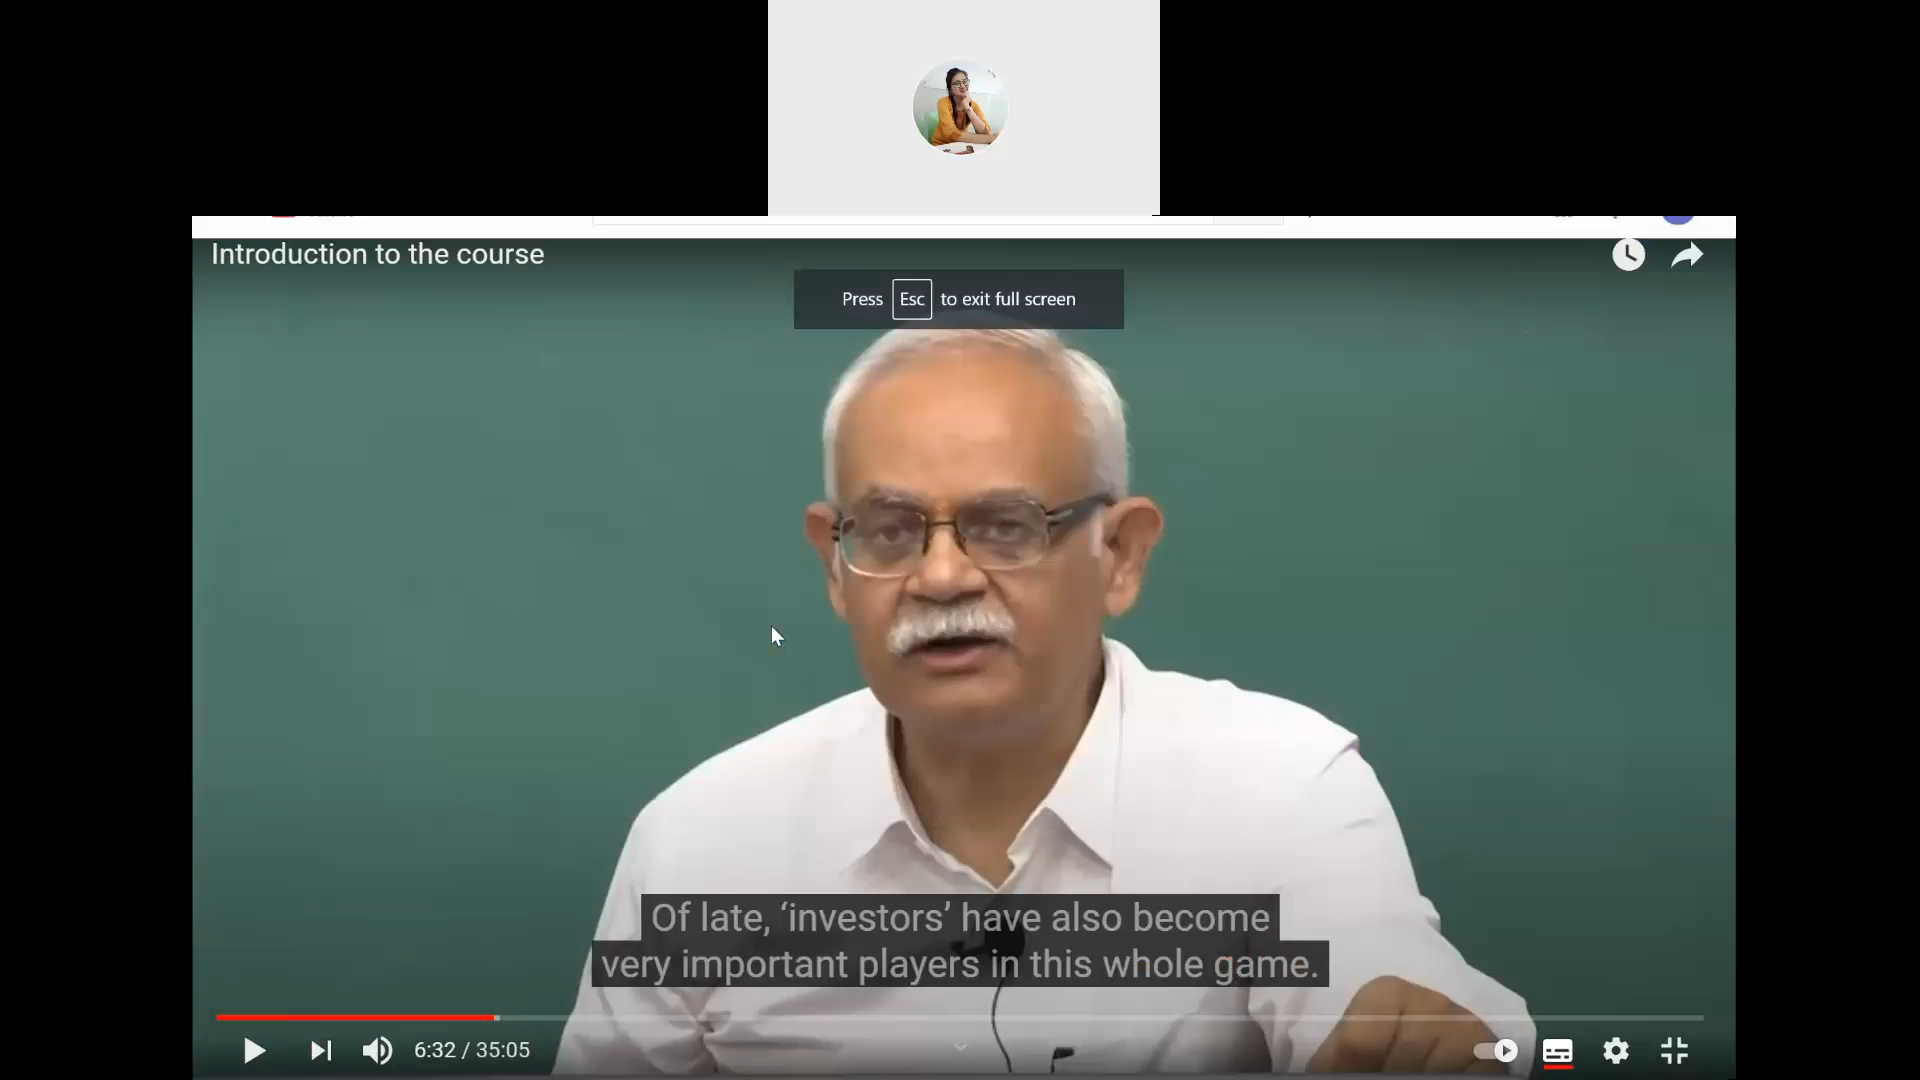 Introduction to the course
Press Esc to exit full screen
Of late, ‘investors’ have also become
very important players in this whole game.
6:32 / 35:05